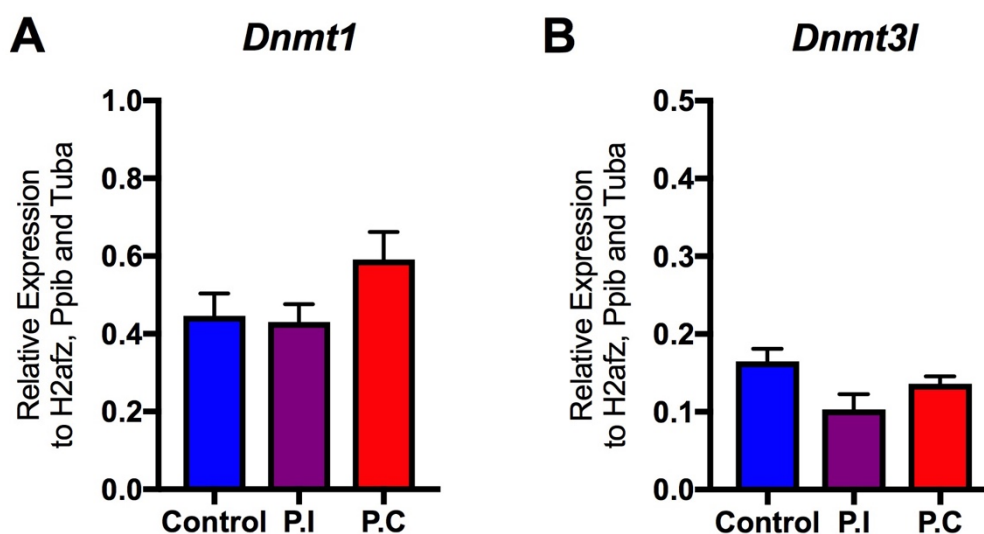 A
Dnmt1
Relative Expression
to H2afz, Ppib and Tuba
1.0
0.8
0.6
0.4
0.2
0.0
Control P.I P.C
B
Dnmt3l
Relative Expression
to H2afz, Ppib and Tuba
0.5
0.4
0.3
0.2
0.1
0.0
Control P.I P.C